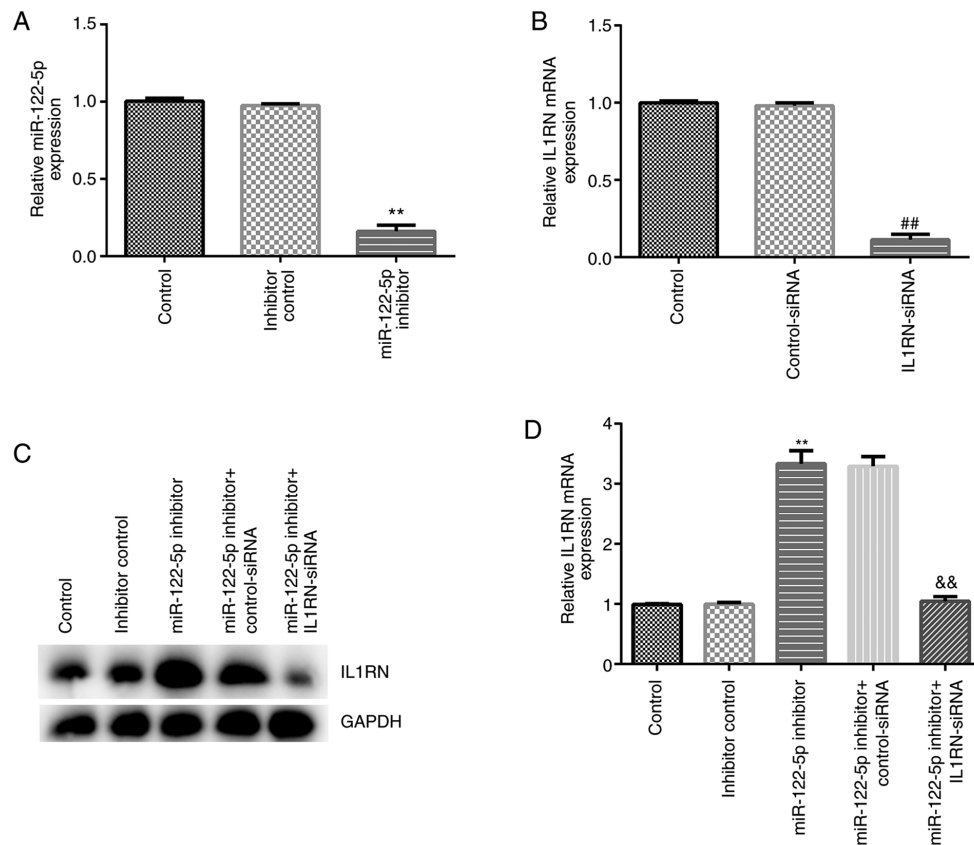 A
Relative miR-122-5p
expression
1.5
1.0
0.5
0.0
**
Control
Inhibitor
control
miR-122-5p
inhibitor
B
Relative IL1RN mRNA
expression
1.5
1.0
0.5
0.0
##
Control
Control-siRNA
IL1RN-siRNA
C
Control
Inhibitor control
miR-122-5p inhibitor
miR-122-5p inhibitor+
control-siRNA
miR-122-5p inhibitor+
IL1RN-siRNA
IL1RN
GAPDH
D
Relative IL1RN mRNA
expression
4
3
2
1
0
**
&&
Control
Inhibitor control
miR-122-5p inhibitor
miR-122-5p inhibitor+
control-siRNA
miR-122-5p inhibitor+
IL1RN-siRNA